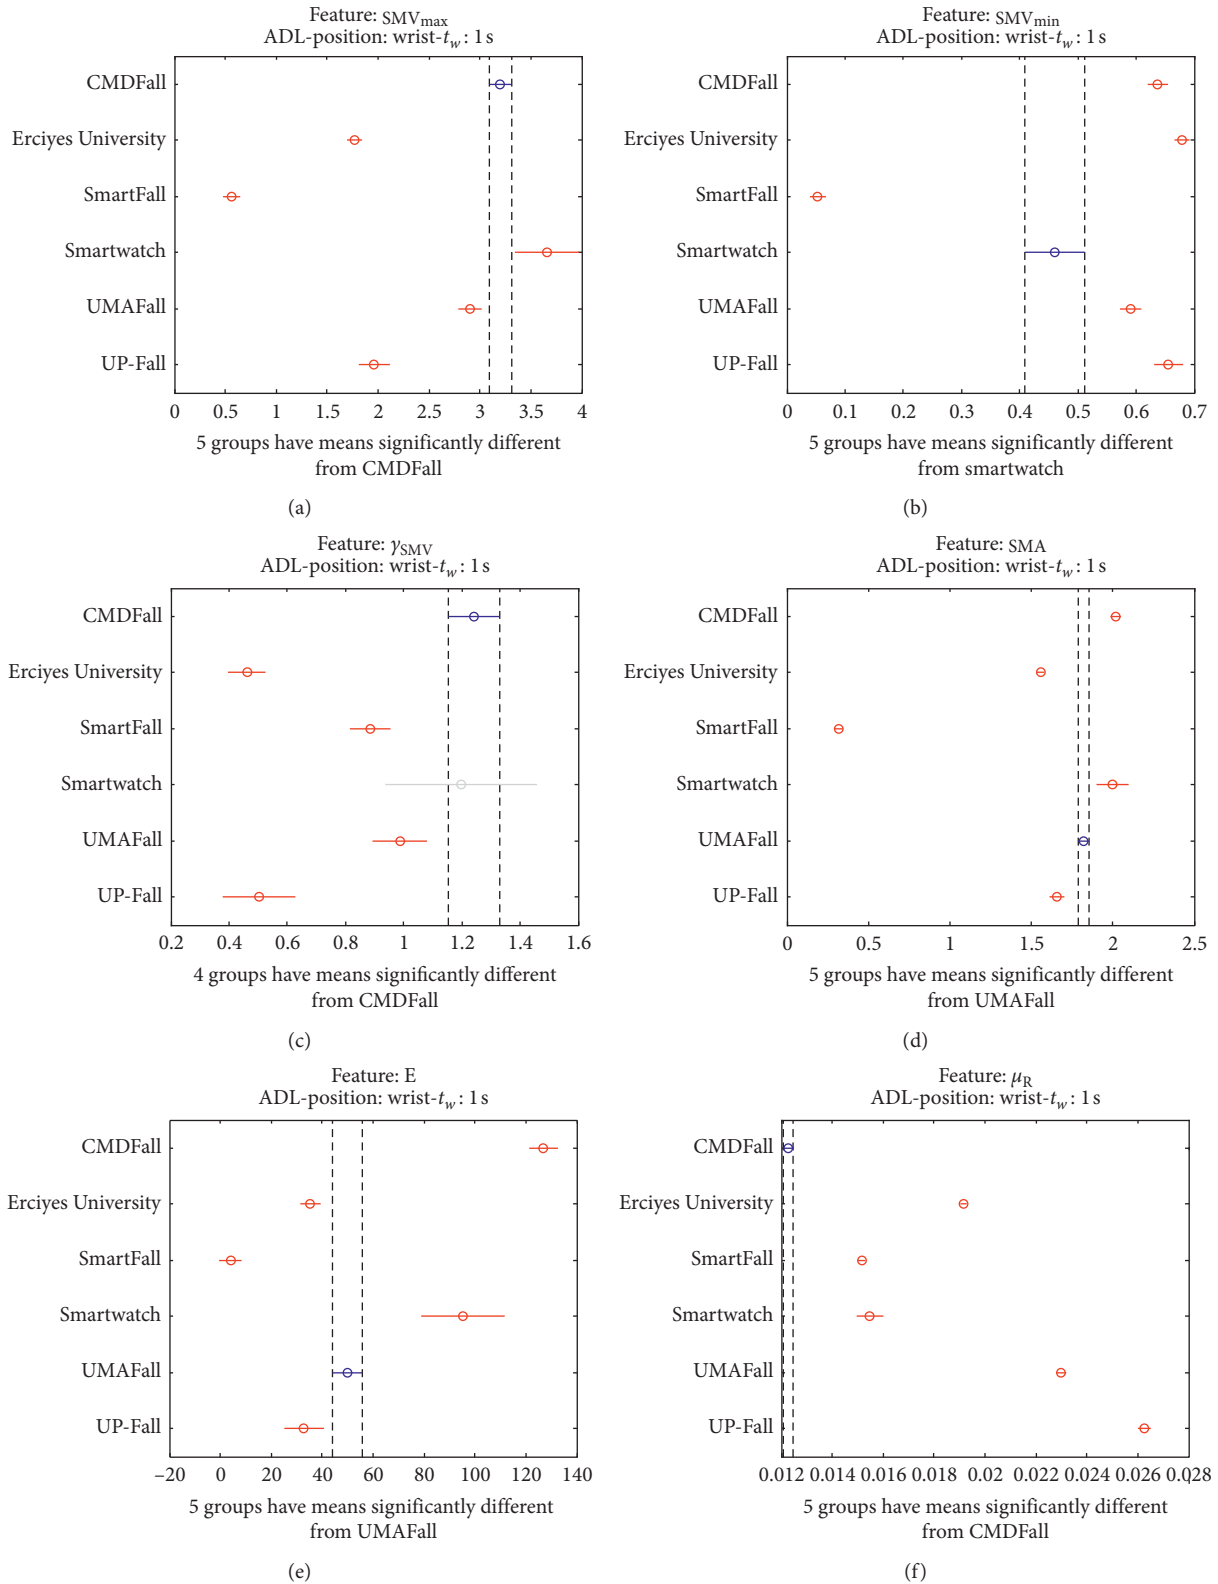 Feature: SMVmax
ADL-position: wrist-tw: 1 s
CMDFall
Erciyes University
SmartFall
Smartwatch
UMAFall
UP-Fall
0 0.5 1 1.5 2 2.5 3 3.5 4
5 groups have means significantly different
from CMDFall
(a)
Feature: SMVmin
ADL-position: wrist-tw: 1 s
CMDFall
Erciyes University
SmartFall
Smartwatch
UMAFall
UP-Fall
0 0.1 0.2 0.3 0.4 0.5 0.6 0.7
5 groups have means significantly different
from smartwatch
(b)
Feature: γSMV
ADL-position: wrist-tw: 1 s
CMDFall
Erciyes University
SmartFall
Smartwatch
UMAFall
UP-Fall
0.2 0.4 0.6 0.8 1 1.2 1.4 1.6
4 groups have means significantly different
from CMDFall
(c)
Feature: SMA
ADL-position: wrist-tw: 1 s
CMDFall
Erciyes University
SmartFall
Smartwatch
UMAFall
UP-Fall
0 0.5 1 1.5 2 2.5
5 groups have means significantly different
from UMAFall
(d)
Feature: E
ADL-position: wrist-tw: 1 s
CMDFall
Erciyes University
SmartFall
Smartwatch
UMAFall
UP-Fall
−20 0 20 40 60 80 100 120 140
5 groups have means significantly different
from UMAFall
(e)
Feature: μR
ADL-position: wrist-tw: 1 s
CMDFall
Erciyes University
SmartFall
Smartwatch
UMAFall
UP-Fall
0.012 0.014 0.016 0.018 0.02 0.022 0.024 0.026 0.028
5 groups have means significantly different
from CMDFall
(f)